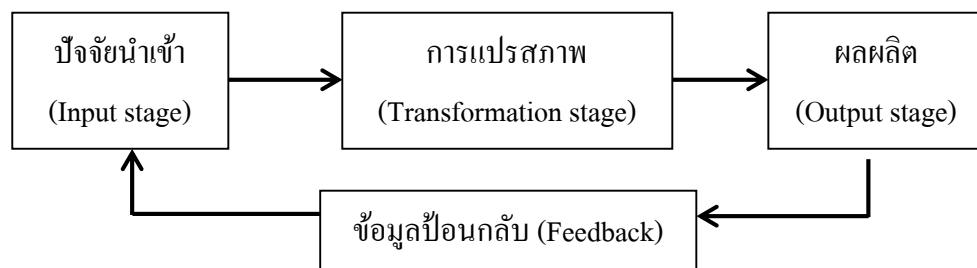 ปัจจัยนำเข้า
(Input stage)
การแปรสภาพ
(Transformation stage)
ผลผลิต
(Output stage)
ข้อมูลป้อนกลับ (Feedback)